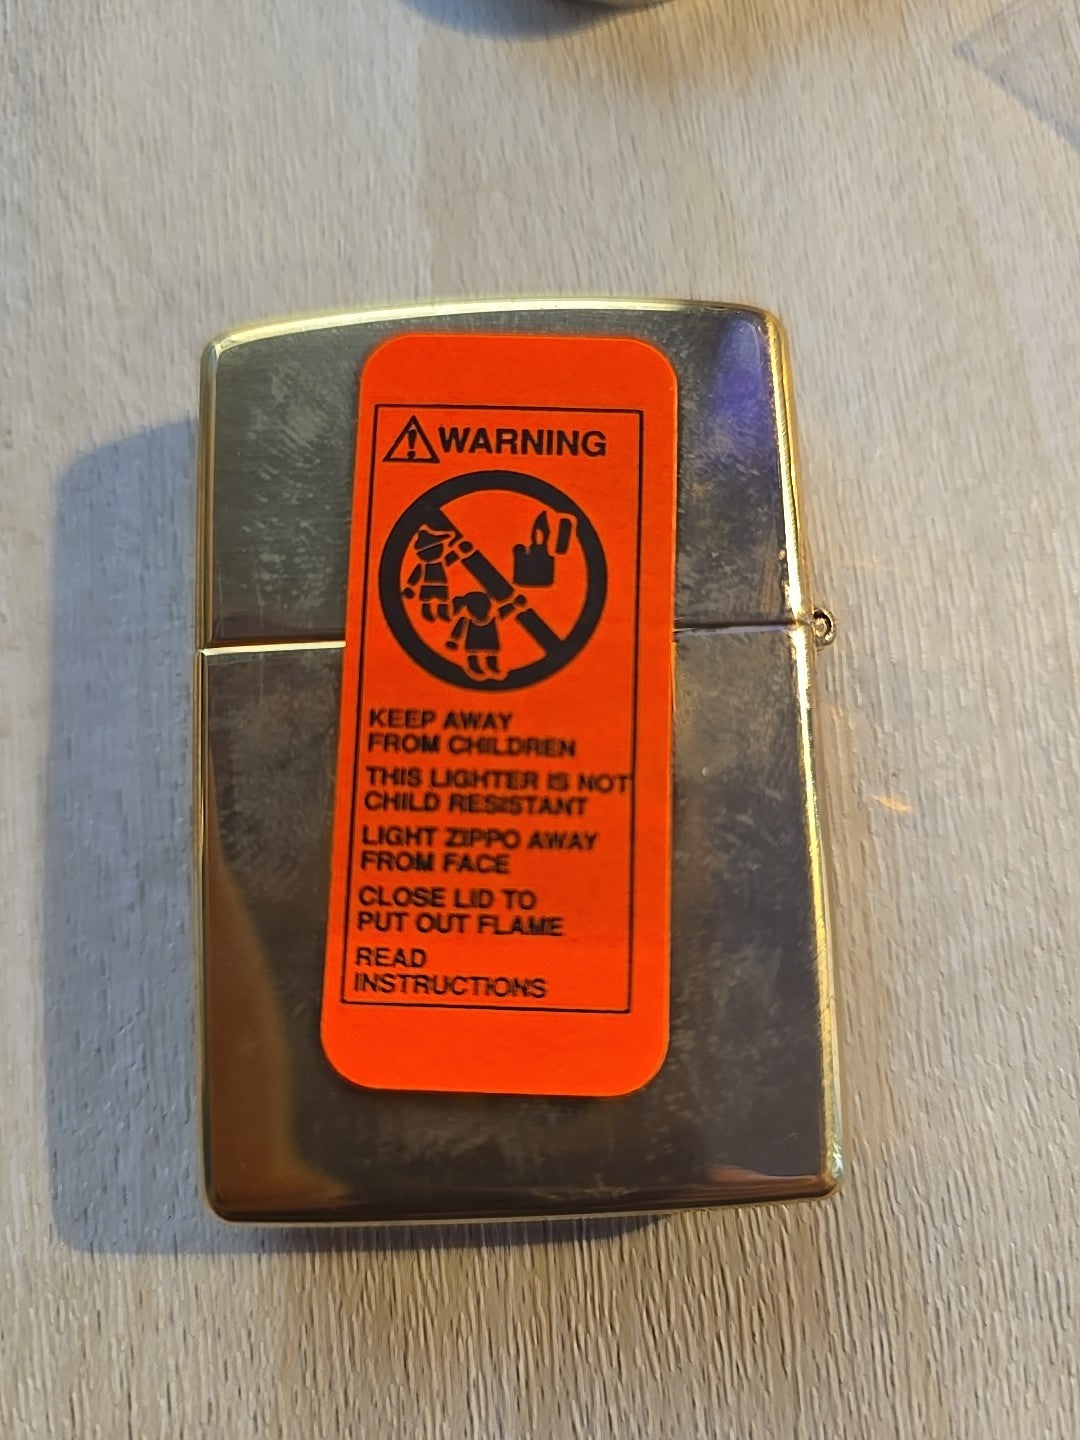 WARNING
KEEP AWAY
FROM CHILDREN
THIS LIGHTER IS NOT
CHILD RESISTANT
LIGHT ZIPPO AWAY
FROM FACE
CLOSE LID TO
PUT OUT FLAME
READ
INSTRUCTIONS